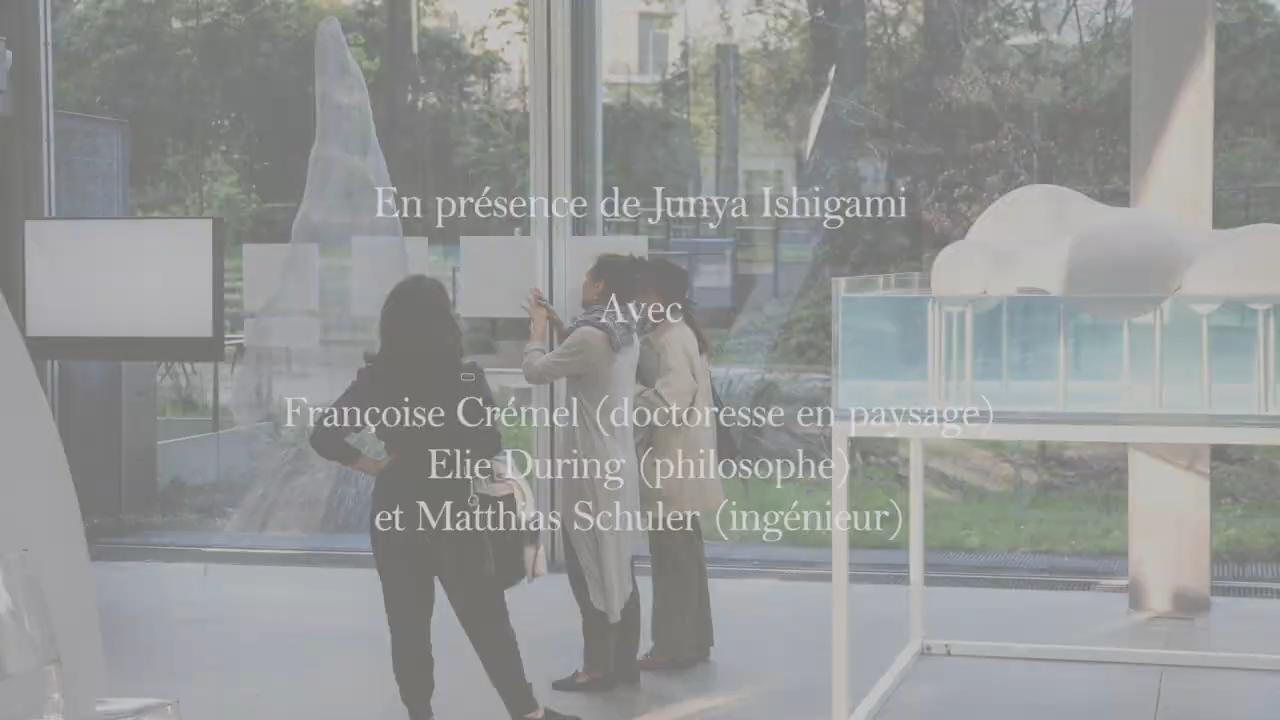 En présence de Junya Ishigami
Avec
Françoise Crémel (doctoresse en paysage)
Elie During (philosophe)
et Matthias Schuler (ingénieur)